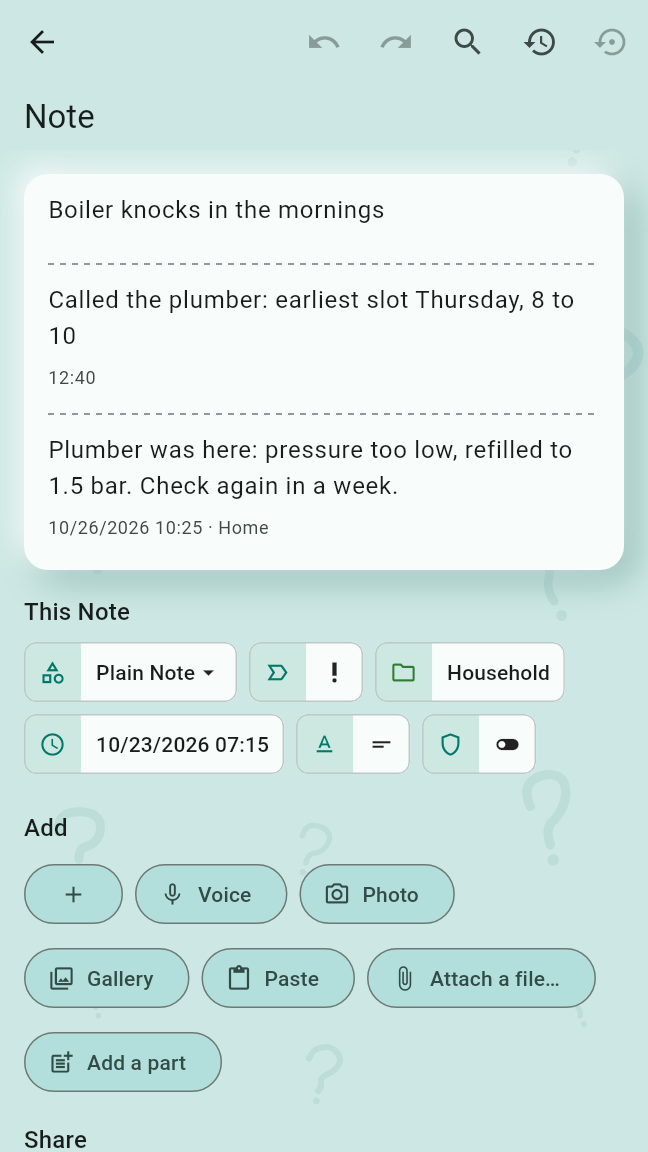 Note
Boiler knocks in the mornings
Called the plumber: earliest slot Thursday, 8 to
10
12:40
Plumber was here: pressure too low, refilled to
1.5 bar. Check again in a week.
10/26/2026 10:25 · Home
This Note
Plain Note
Household
10/23/2026 07:15
Add
Voice
Photo
Gallery
Paste
Attach a file…
Add a part
Share